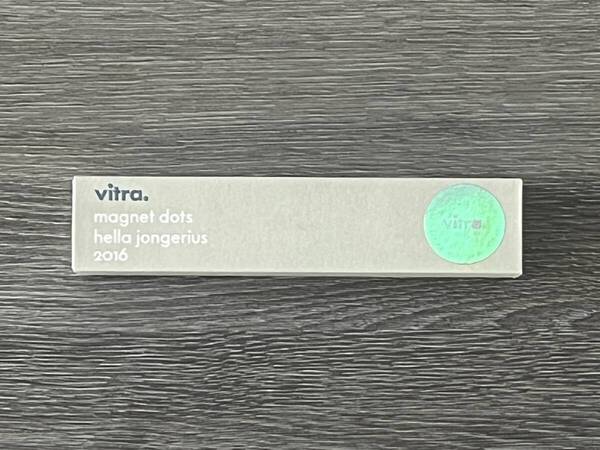 vitra.
magnet dots
hella jongerius
2016
vitra.